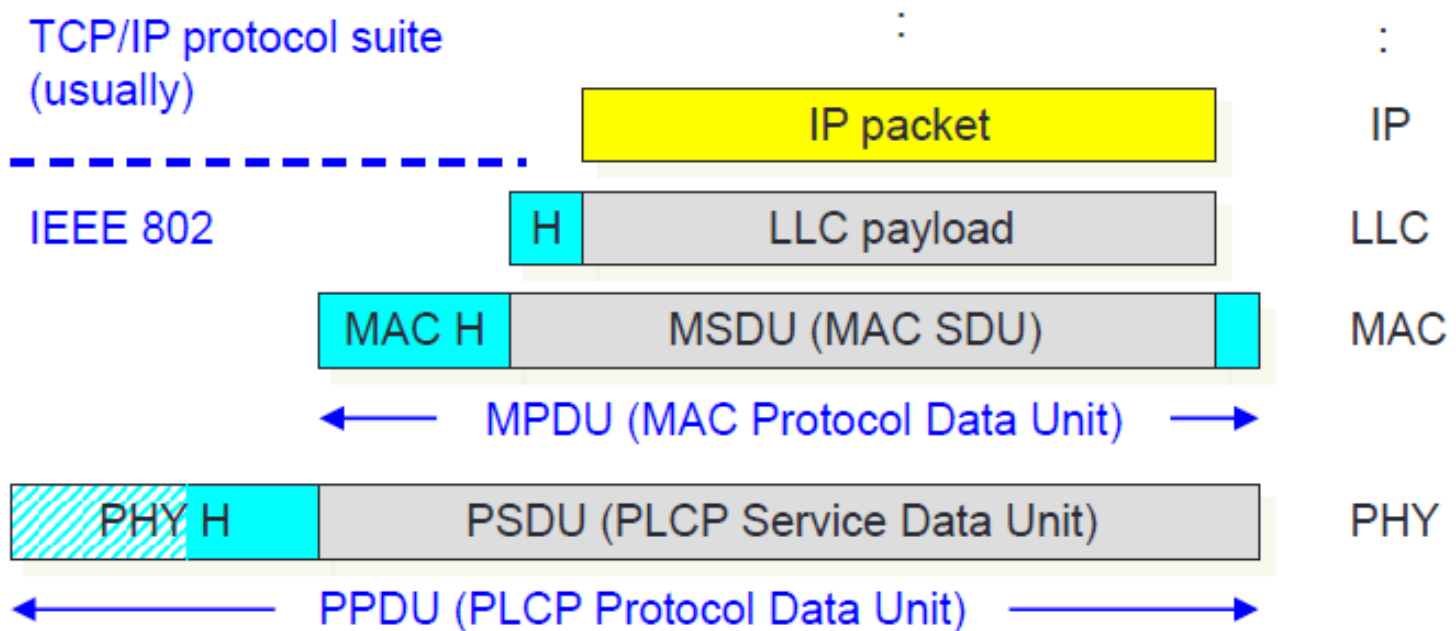 TCP/IP protocol suite
(usually)
:
:
IP packet
IP
IEEE 802
H
LLC payload
LLC
MAC H
MSDU (MAC SDU)
MAC
MPDU (MAC Protocol Data Unit)
PHY H
PSDU (PLCP Service Data Unit)
PHY
PPDU (PLCP Protocol Data Unit)